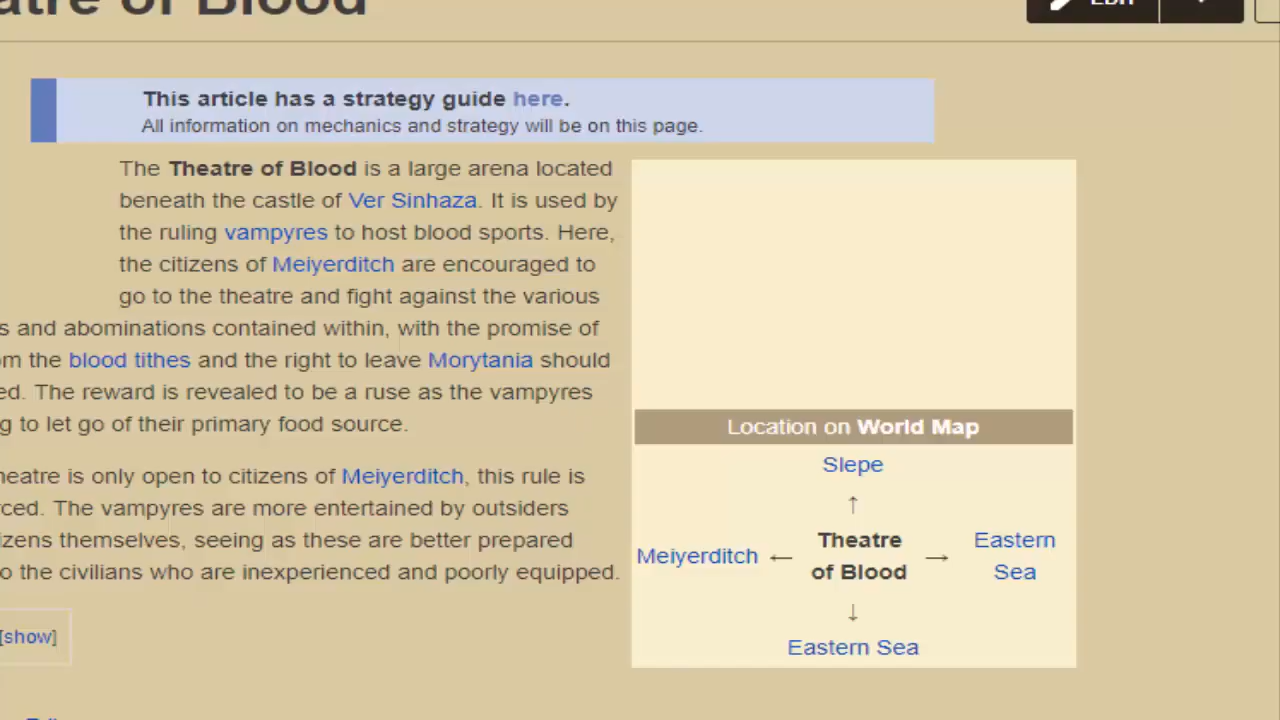 of Blood
EDIT
This article has a strategy guide here.
All information on mechanics and strategy will be on this page.
The Theatre of Blood is a large arena located
beneath the castle of Ver Sinhaza. It is used by
the ruling vampyres to host blood sports. Here,
the citizens of Meiyerditch are encouraged to
go to the theatre and fight against the various
s and abominations contained within, with the promise of
om the blood tithes and the right to leave Morytania should
ed. The reward is revealed to be a ruse as the vampyres
g to let go of their primary food source.
heatre is only open to citizens of Meiyerditch, this rule is
rced. The vampyres are more entertained by outsiders
izens themselves, seeing as these are better prepared
o the civilians who are inexperienced and poorly equipped.
[show]
Location on World Map
Slepe
↑
Meiyerditch ← Theatre → Eastern
of Blood Sea
↓
Eastern Sea